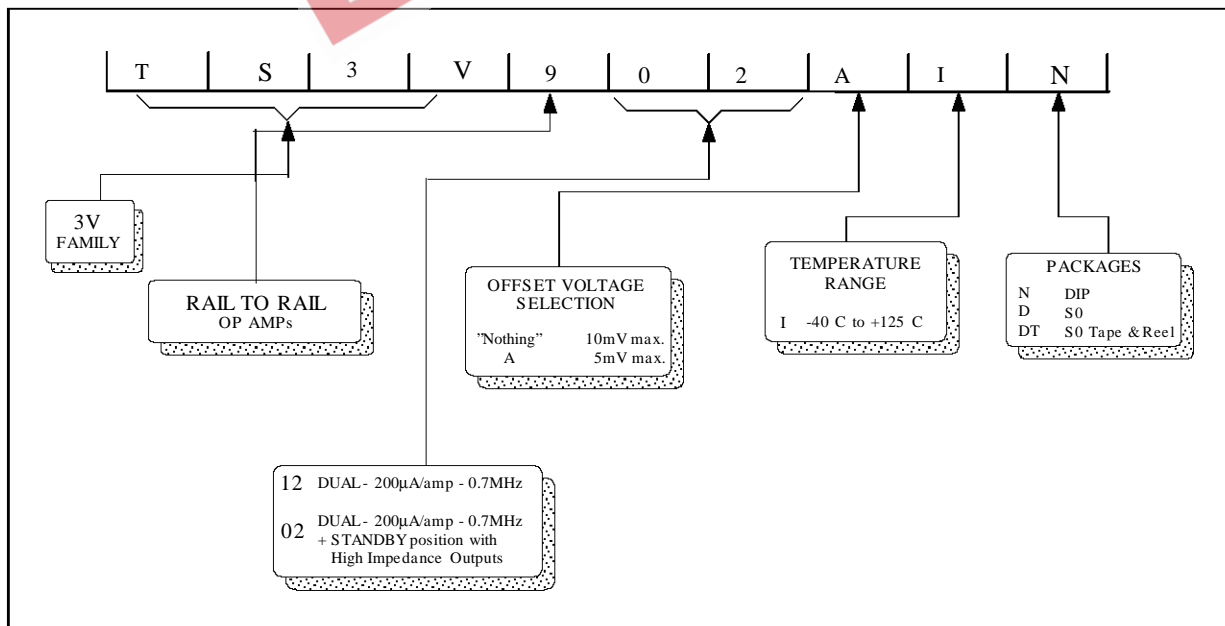 T S 3 V 9 0 2 A I N
3V
FAMILY
RAIL TO RAIL
OP AMPs
OFFSET VOLTAGE
SELECTION
”Nothing” 10mV max.
A 5mV max.
TEMPERATURE
RANGE
I -40 C to +125 C
PACKAGES
N DIP
D S0
DT S0 Tape & Reel
12 DUAL - 200µA/amp - 0.7MHz
02 DUAL - 200µA/amp - 0.7MHz
+ STANDBY position with
High Impedance Outputs